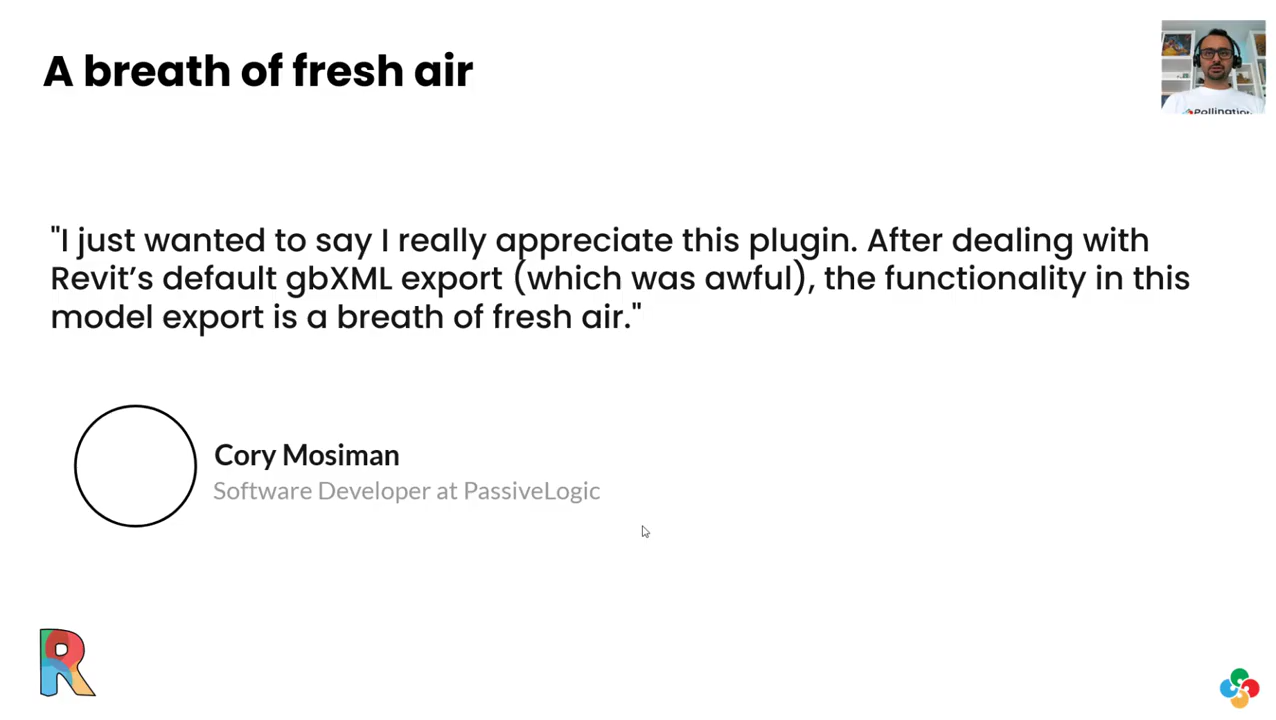 A breath of fresh air
Pollination
"I just wanted to say I really appreciate this plugin. After dealing with
Revit’s default gbXML export (which was awful), the functionality in this
model export is a breath of fresh air."
Cory Mosiman
Software Developer at PassiveLogic
R